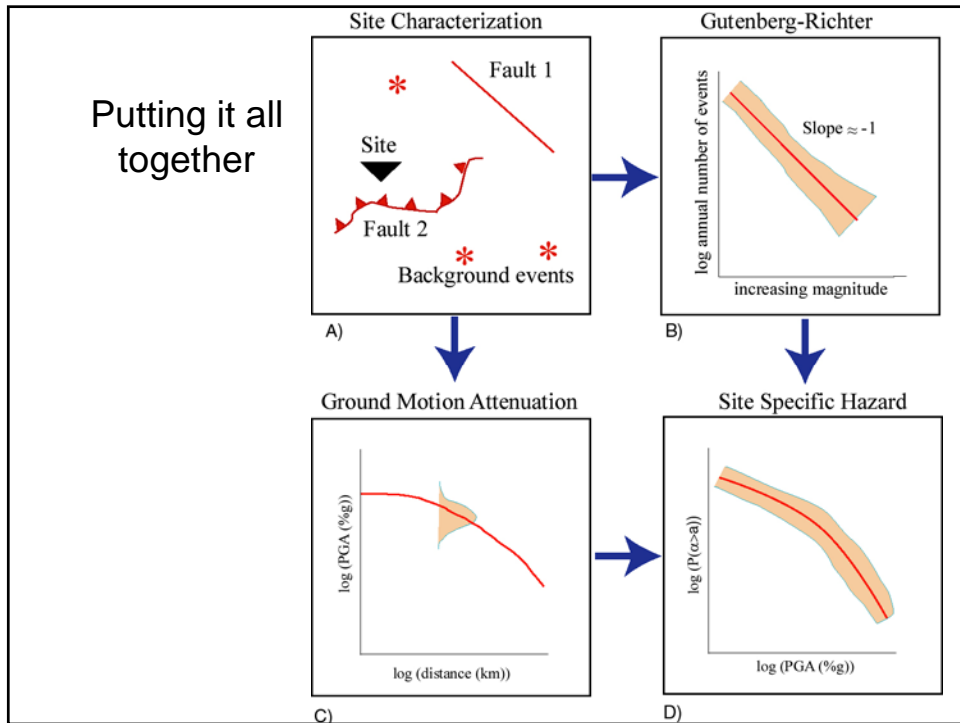 Putting it all
together
Site Characterization
Fault 1
Site
Fault 2
Background events
A)
Gutenberg-Richter
log annual number of events
Slope ≈ -1
increasing magnitude
B)
Ground Motion Attenuation
log (PGA (%g))
log (distance (km))
C)
Site Specific Hazard
log (P(α>a))
log (PGA (%g))
D)